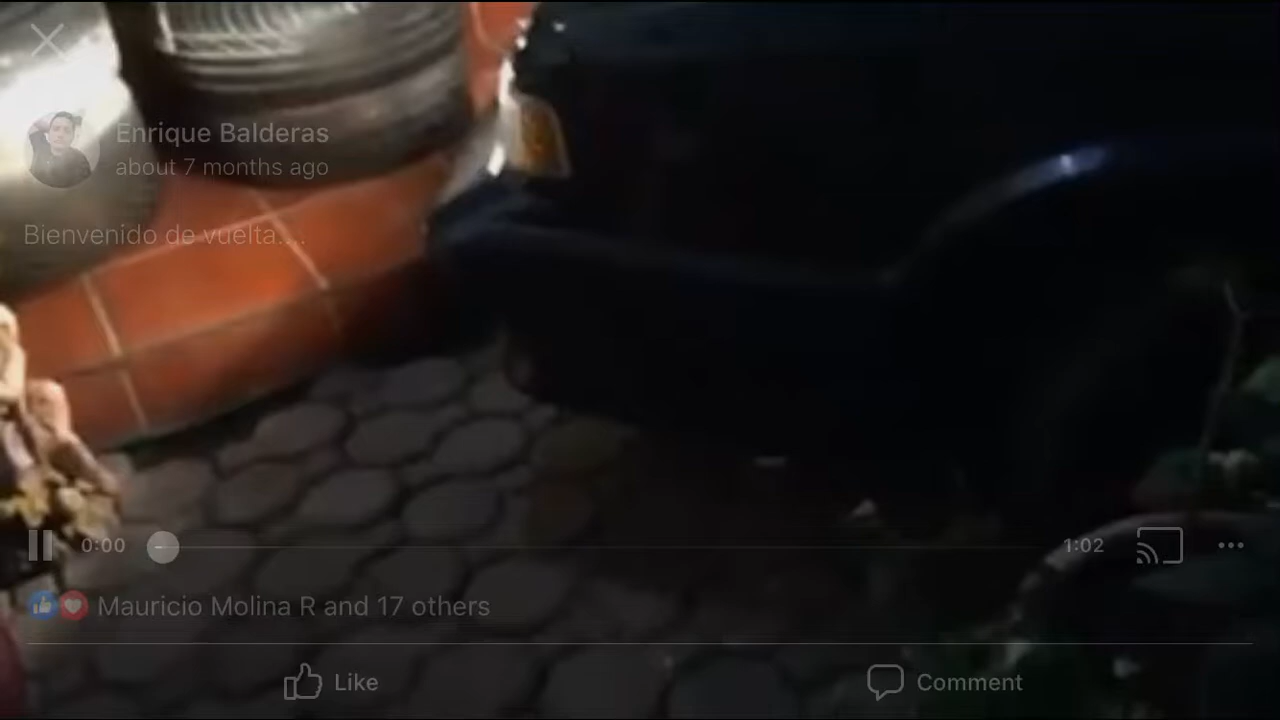 Enrique Balderas
about 7 months ago
Bienvenido de vuelta....
0:00
1:02
Mauricio Molina R and 17 others
Like
Comment